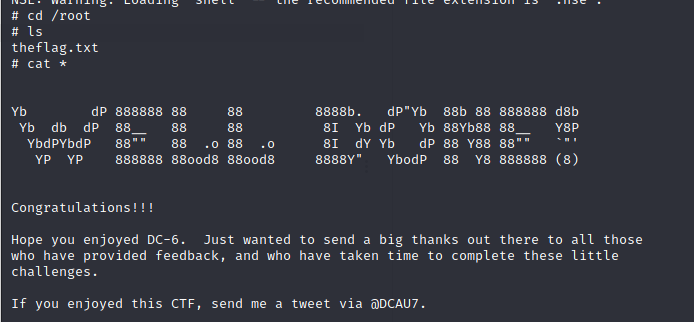 NSE: Warning: Loading 'shell' -- the recommended file extension is '.nse'.
# cd /root
# ls
theflag.txt
# cat *
Yb        dP 888888 88     88         8888b.   dP"Yb  88b 88 888888 d8b
 Yb  db  dP  88__   88     88          8I  Yb dP   Yb 88Yb88 88__   Y8P
  YbdPYbdP   88""   88  .o 88  .o      8I  dY Yb   dP 88 Y88 88""   `"'
   YP  YP    888888 88ood8 88ood8     8888Y"   YbodP  88  Y8 888888 (8)
Congratulations!!!
Hope you enjoyed DC-6.  Just wanted to send a big thanks out there to all those
who have provided feedback, and who have taken time to complete these little
challenges.
If you enjoyed this CTF, send me a tweet via @DCAU7.